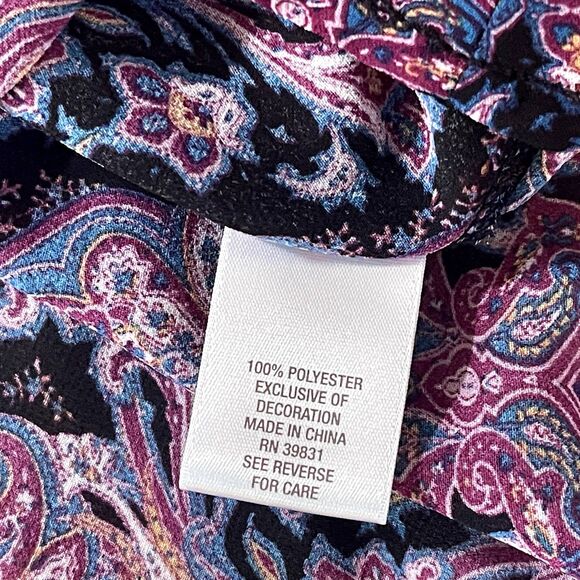 100% POLYESTER
EXCLUSIVE OF
DECORATION
MADE IN CHINA
RN 39831
SEE REVERSE
FOR CARE